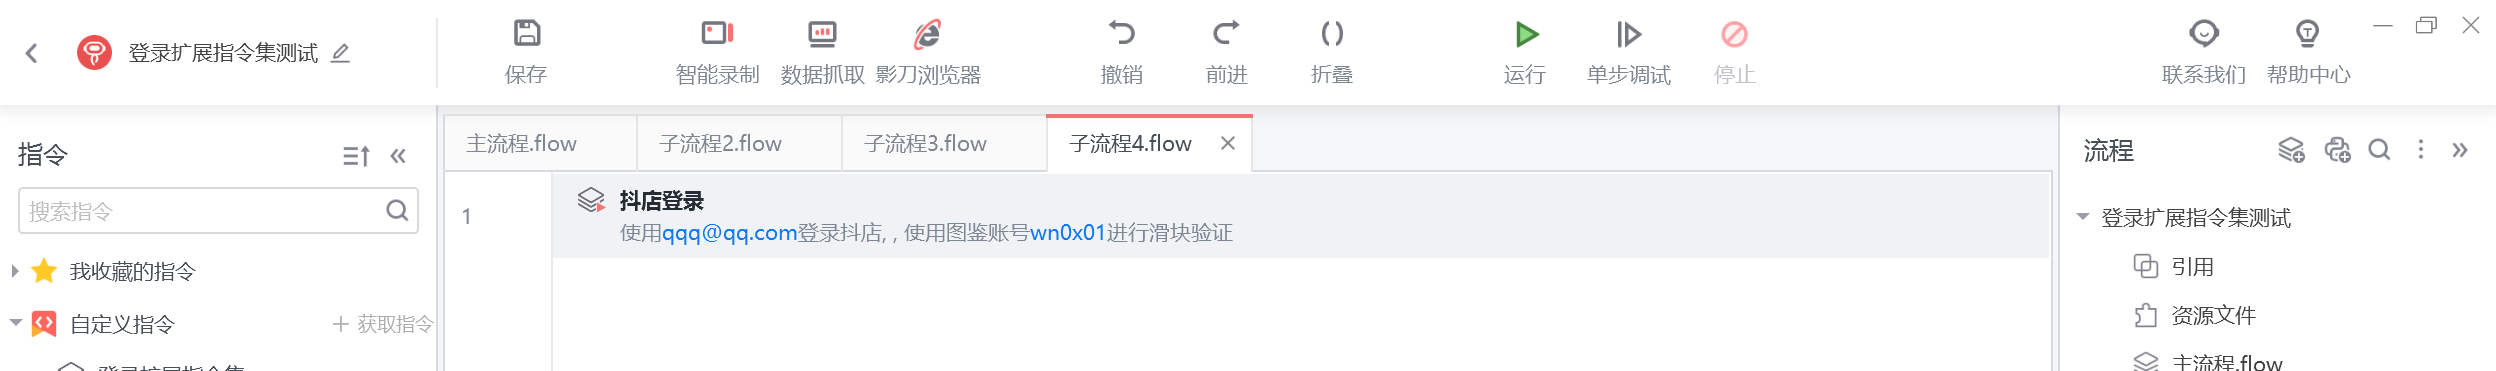 登录扩展指令集测试
保存
智能录制
数据抓取
影刀浏览器
撤销
前进
折叠
运行
单步调试
停止
联系我们
帮助中心
指令
搜索指令
我收藏的指令
自定义指令
获取指令
登录扩展指令集
主流程.flow
子流程2.flow
子流程3.flow
子流程4.flow
1
抖店登录
使用qqq@qq.com登录抖店, , 使用图鉴账号wn0x01进行滑块验证
流程
登录扩展指令集测试
引用
资源文件
主流程.flow